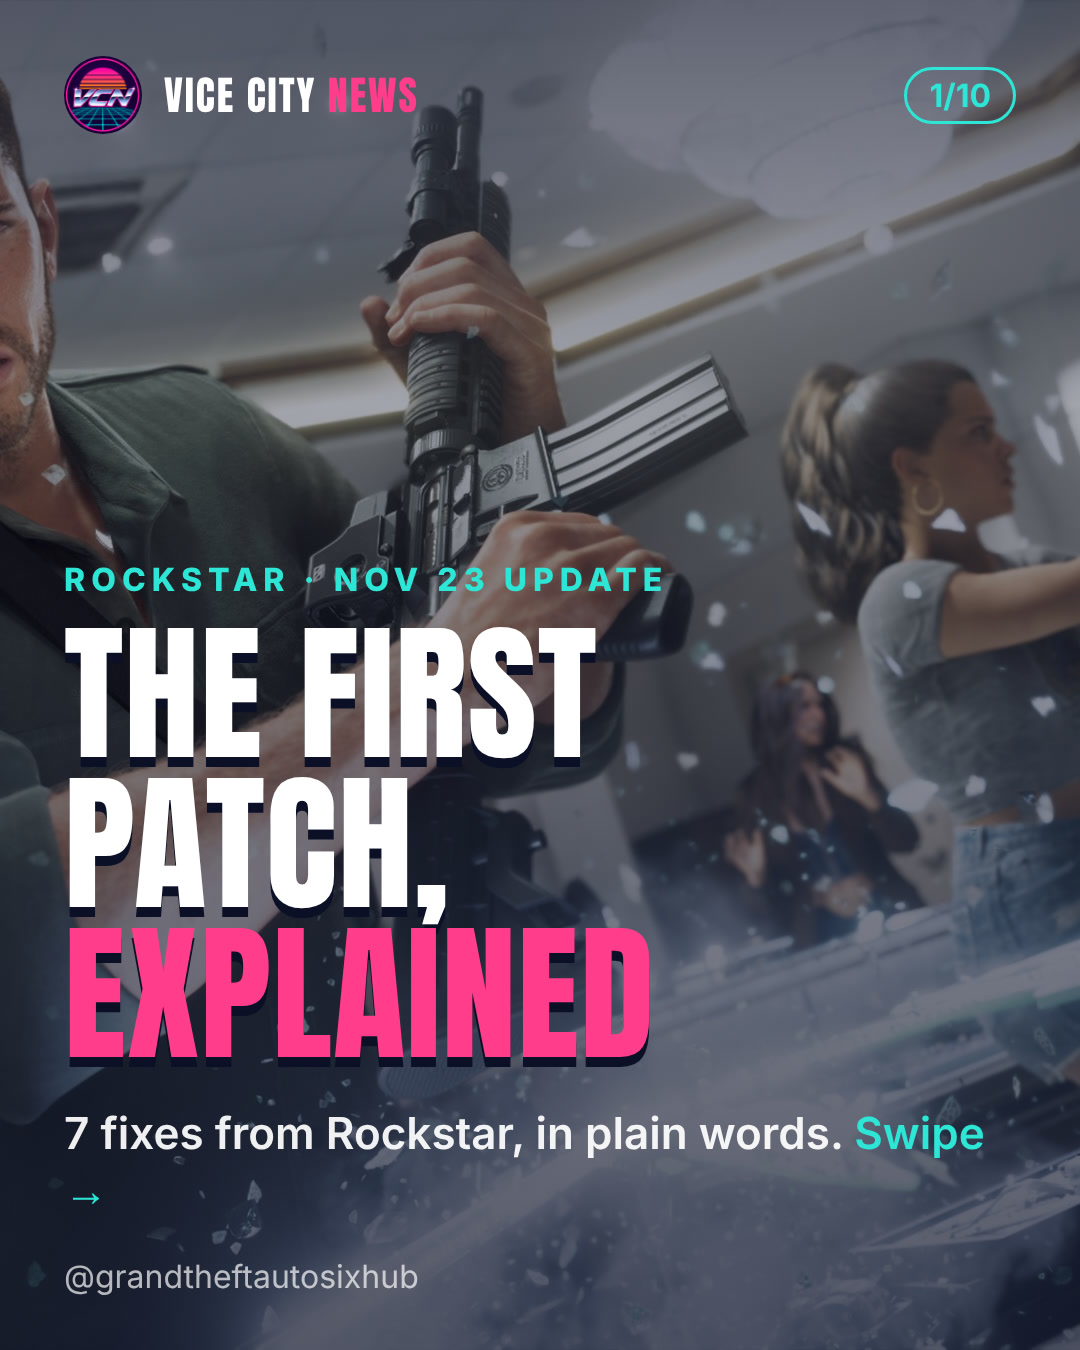 VCN
VICE CITY NEWS
1/10
ROCKSTAR · NOV 23 UPDATE
THE FIRST
PATCH,
EXPLAINED
7 fixes from Rockstar, in plain words. Swipe
→
@grandtheftautosixhub